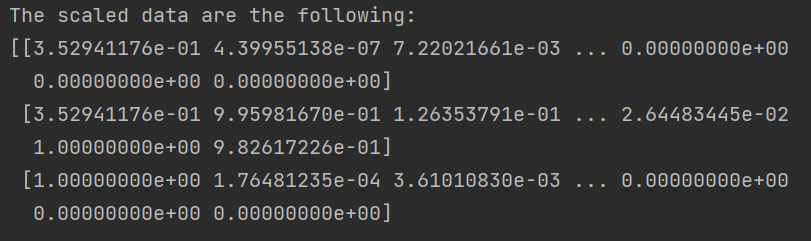 The scaled data are the following:
[[3.52941176e-01 4.39955138e-07 7.22021661e-03 ... 0.00000000e+00
  0.00000000e+00 0.00000000e+00]
 [3.52941176e-01 9.95981670e-01 1.26353791e-01 ... 2.64483445e-02
  1.00000000e+00 9.82617226e-01]
 [1.00000000e+00 1.76481235e-04 3.61010830e-03 ... 0.00000000e+00
  0.00000000e+00 0.00000000e+00]